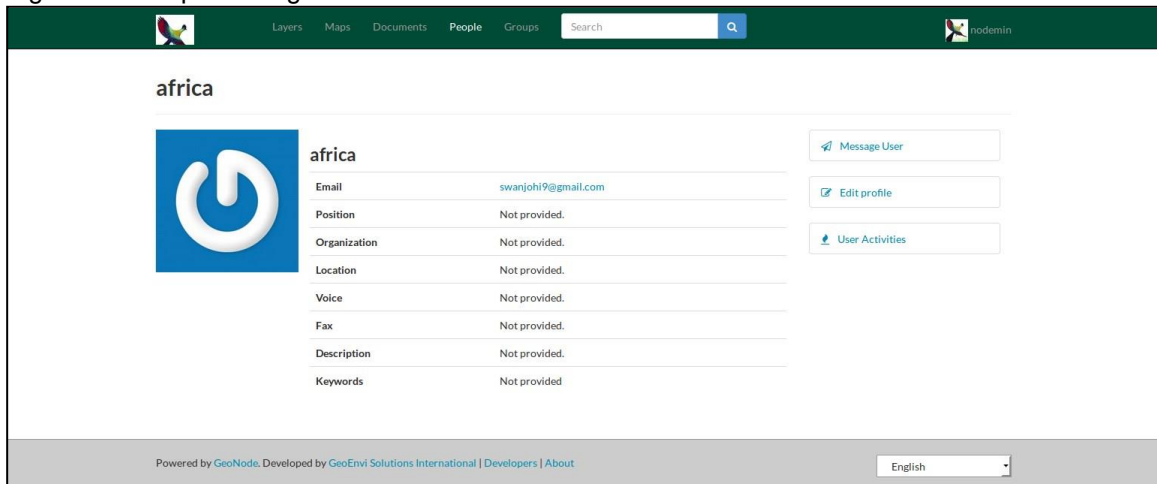 Layers Maps Documents People Groups Search nodemin
africa
africa
Message User
Email swanjohi9@gmail.com
Edit profile
Position Not provided.
Organization Not provided.
User Activities
Location Not provided.
Voice Not provided.
Fax Not provided.
Description Not provided.
Keywords Not provided
Powered by GeoNode. Developed by GeoEnvi Solutions International | Developers | About
English